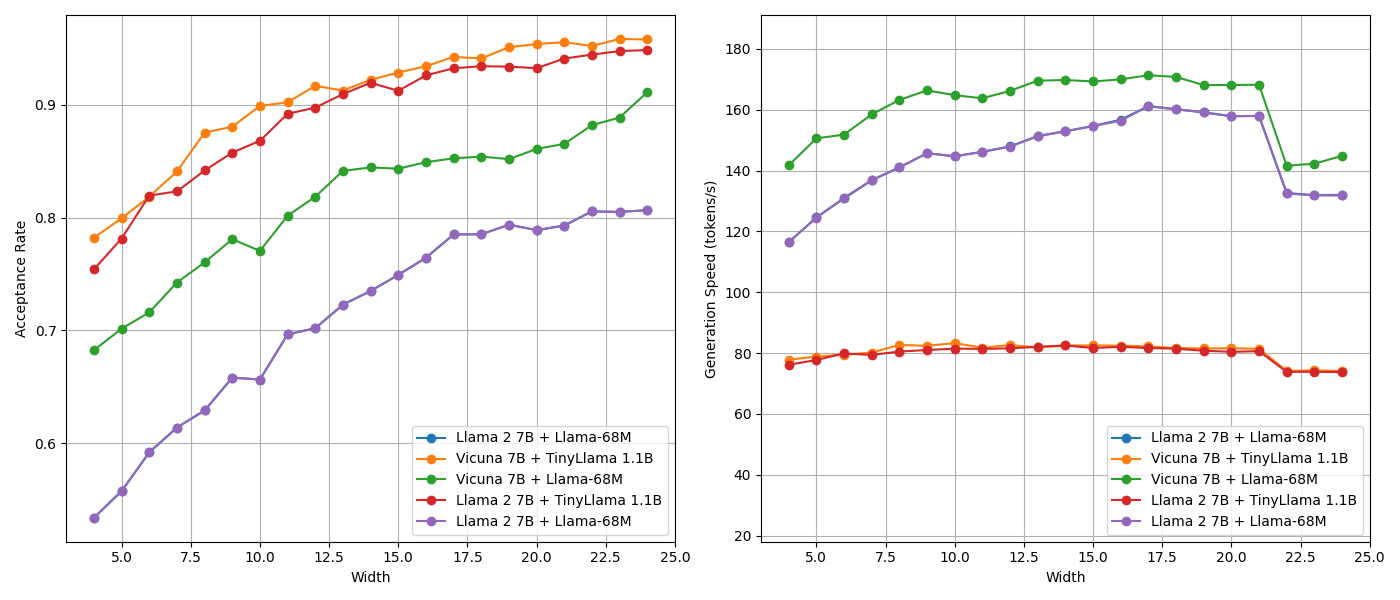 0.9
0.8
0.7
0.6
Acceptance Rate
5.0 7.5 10.0 12.5 15.0 17.5 20.0 22.5 25.0
Width
Llama 2 7B + Llama-68M
Vicuna 7B + TinyLlama 1.1B
Vicuna 7B + Llama-68M
Llama 2 7B + TinyLlama 1.1B
Llama 2 7B + Llama-68M
180
160
140
120
100
80
60
40
20
Generation Speed (tokens/s)
5.0 7.5 10.0 12.5 15.0 17.5 20.0 22.5 25.0
Width
Llama 2 7B + Llama-68M
Vicuna 7B + TinyLlama 1.1B
Vicuna 7B + Llama-68M
Llama 2 7B + TinyLlama 1.1B
Llama 2 7B + Llama-68M